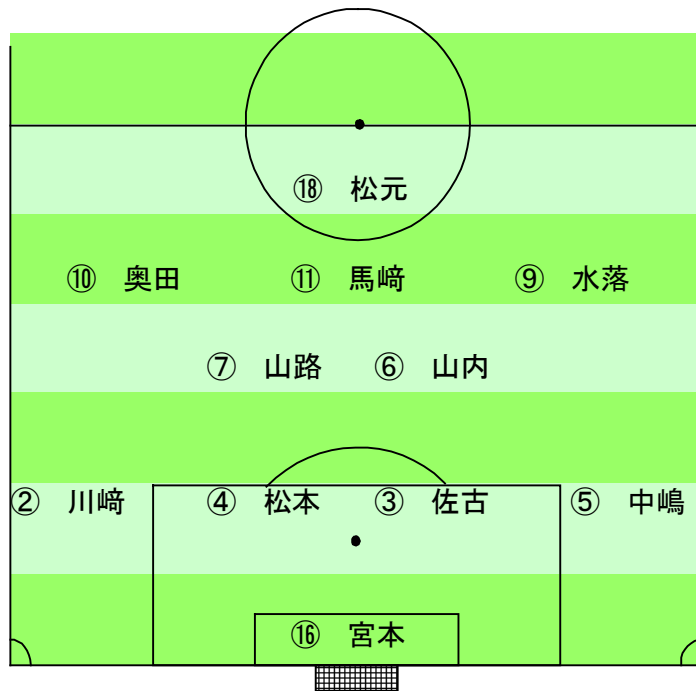 ⑱ 松元
⑩ 奥田 ⑪ 馬﨑 ⑨ 水落
⑦ 山路 ⑥ 山内
② 川﨑 ④ 松本 ③ 佐古 ⑤ 中嶋
⑯ 宮本